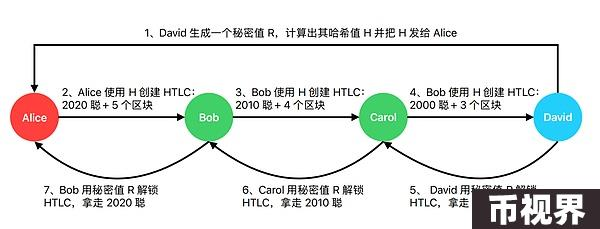 1、David 生成一个秘密值 R，计算出其哈希值 H 并把 H 发给 Alice
2、Alice 使用 H 创建 HTLC：
2020 聪 + 5 个区块
3、Bob 使用 H 创建 HTLC：
2010 聪 + 4 个区块
4、Bob 使用 H 创建 HTLC：
2000 聪 + 3 个区块
Alice
Bob
Carol
David
7、Bob 用秘密值 R 解锁
HTLC，拿走 2020 聪
6、Carol 用秘密值 R 解锁
HTLC，拿走 2010 聪
5、 David 用秘密值 R 解锁
HTLC，拿走
币视界